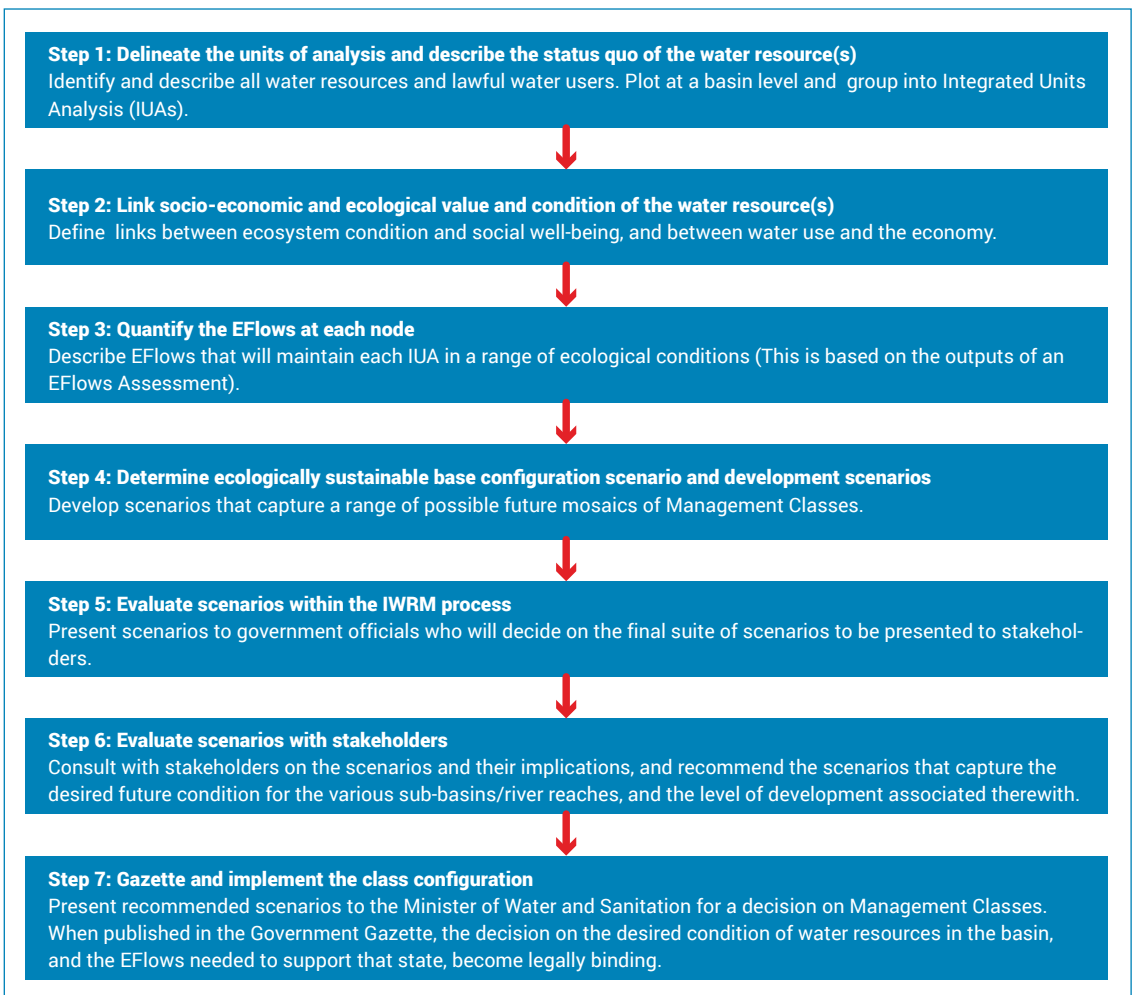 Step 1: Delineate the units of analysis and describe the status quo of the water resource(s)
Identify and describe all water resources and lawful water users. Plot at a basin level and group into Integrated Units
Analysis (IUAs).
Step 2: Link socio-economic and ecological value and condition of the water resource(s)
Define links between ecosystem condition and social well-being, and between water use and the economy.
Step 3: Quantify the EFlows at each node
Describe EFlows that will maintain each IUA in a range of ecological conditions (This is based on the outputs of an
EFlows Assessment).
Step 4: Determine ecologically sustainable base configuration scenario and development scenarios
Develop scenarios that capture a range of possible future mosaics of Management Classes.
Step 5: Evaluate scenarios within the IWRM process
Present scenarios to government officials who will decide on the final suite of scenarios to be presented to stakehol-
ders.
Step 6: Evaluate scenarios with stakeholders
Consult with stakeholders on the scenarios and their implications, and recommend the scenarios that capture the
desired future condition for the various sub-basins/river reaches, and the level of development associated therewith.
Step 7: Gazette and implement the class configuration
Present recommended scenarios to the Minister of Water and Sanitation for a decision on Management Classes.
When published in the Government Gazette, the decision on the desired condition of water resources in the basin,
and the EFlows needed to support that state, become legally binding.